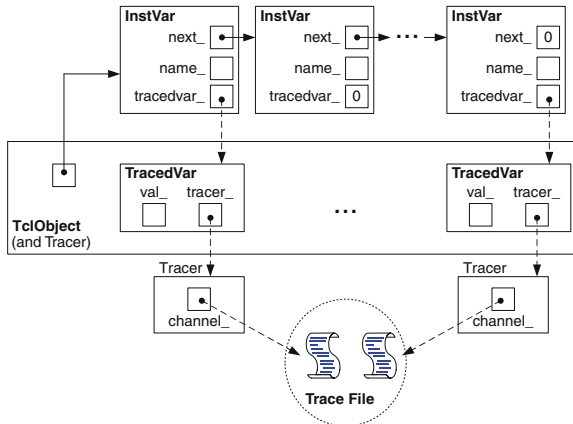 InstVar InstVar InstVar
next_ next_ ... next_ 0
name_ name_ name_
tracedvar_ tracedvar_ 0 tracedvar_
TracedVar TracedVar
val_ tracer_ ... val_ tracer_
TclObject
(and Tracer)
Tracer Tracer
channel_ channel_
Trace File